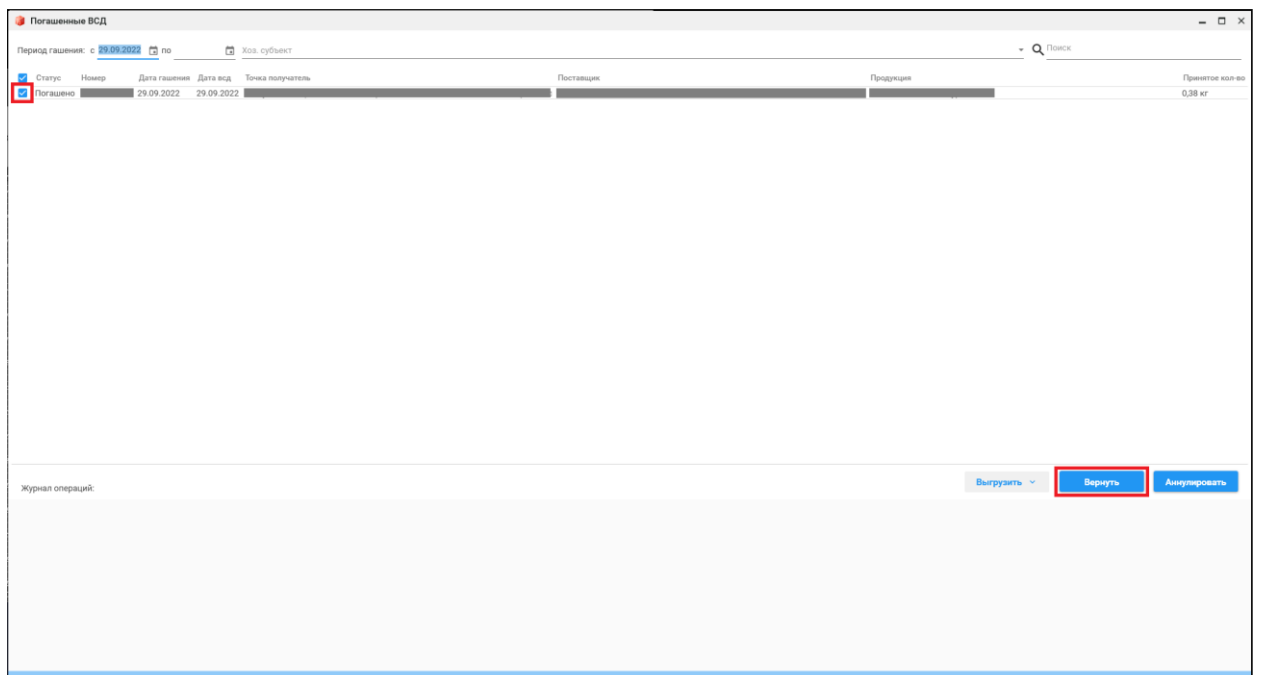 Погашенные ВСД
Период гашения: с 29.09.2022 по Хоз. субъект Поиск
Статус Номер Дата гашения Дата всд Точка получатель Поставщик Продукция Принятое кол-во
Погашено 29.09.2022 29.09.2022 0,38 кг
Журнал операций: Выгрузить Вернуть Аннулировать